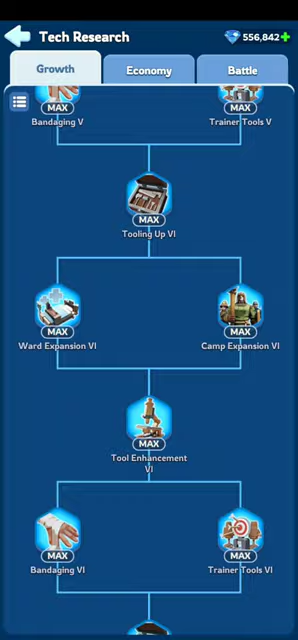 Tech Research
556,842
Growth
Economy
Battle
MAX
MAX
Bandaging V
Trainer Tools V
MAX
Tooling Up VI
MAX
MAX
Ward Expansion VI
Camp Expansion VI
MAX
Tool Enhancement
VI
MAX
MAX
Bandaging VI
Trainer Tools VI